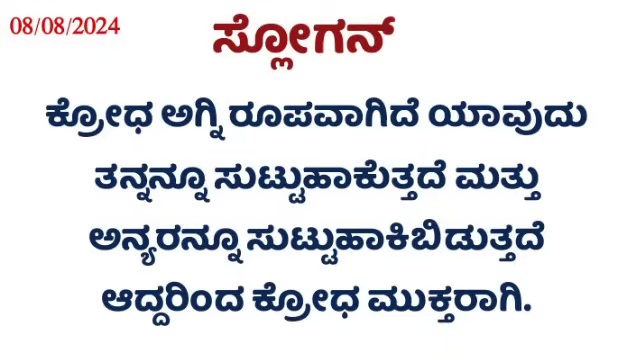 08/08/2024
ಸ್ಲೋಗನ್
ಕ್ರೋಧ ಅಗ್ನಿ ರೂಪವಾಗಿದೆ ಯಾವುದು
ತನ್ನನ್ನೂ ಸುಟ್ಟುಹಾಕುತ್ತದೆ ಮತ್ತು
ಅನ್ಯರನ್ನೂ ಸುಟ್ಟುಹಾಕಿಬಿಡುತ್ತದೆ
ಆದ್ದರಿಂದ ಕ್ರೋಧ ಮುಕ್ತರಾಗಿ.